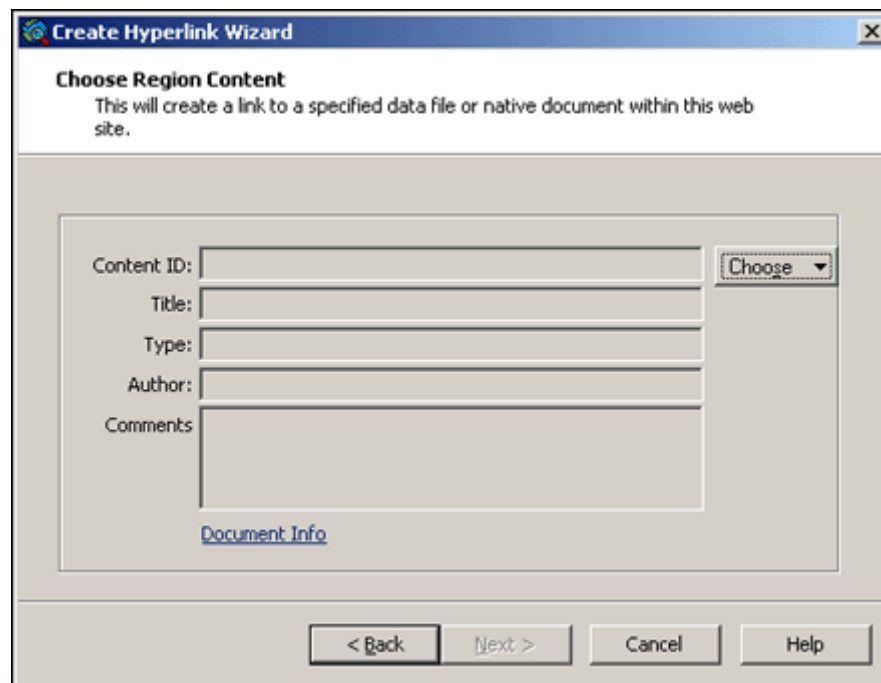 Create Hyperlink Wizard
Choose Region Content
This will create a link to a specified data file or native document within this web
site.
Content ID:
Choose
Title:
Type:
Author:
Comments
Document Info
< Back
Next >
Cancel
Help